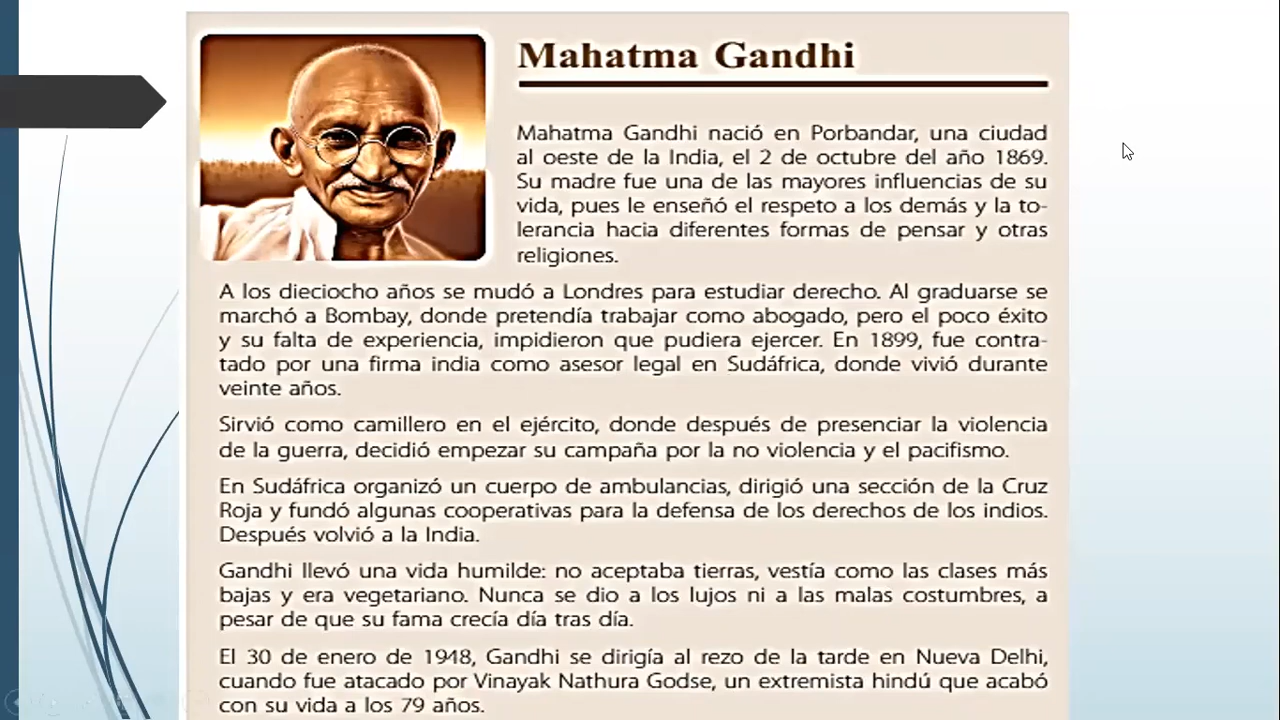 Mahatma Gandhi
Mahatma Gandhi nació en Porbandar, una ciudad
al oeste de la India, el 2 de octubre del año 1869.
Su madre fue una de las mayores influencias de su
vida, pues le enseñó el respeto a los demás y la to-
lerancia hacia diferentes formas de pensar y otras
religiones.
A los dieciocho años se mudó a Londres para estudiar derecho. Al graduarse se
marchó a Bombay, donde pretendía trabajar como abogado, pero el poco éxito
y su falta de experiencia, impidieron que pudiera ejercer. En 1899, fue contra-
tado por una firma india como asesor legal en Sudáfrica, donde vivió durante
veinte años.
Sirvió como camillero en el ejército, donde después de presenciar la violencia
de la guerra, decidió empezar su campaña por la no violencia y el pacifismo.
En Sudáfrica organizó un cuerpo de ambulancias, dirigió una sección de la Cruz
Roja y fundó algunas cooperativas para la defensa de los derechos de los indios.
Después volvió a la India.
Gandhi llevó una vida humilde: no aceptaba tierras, vestía como las clases más
bajas y era vegetariano. Nunca se dio a los lujos ni a las malas costumbres, a
pesar de que su fama crecía día tras día.
El 30 de enero de 1948, Gandhi se dirigía al rezo de la tarde en Nueva Delhi,
cuando fue atacado por Vinayak Nathura Godse, un extremista hindú que acabó
con su vida a los 79 años.